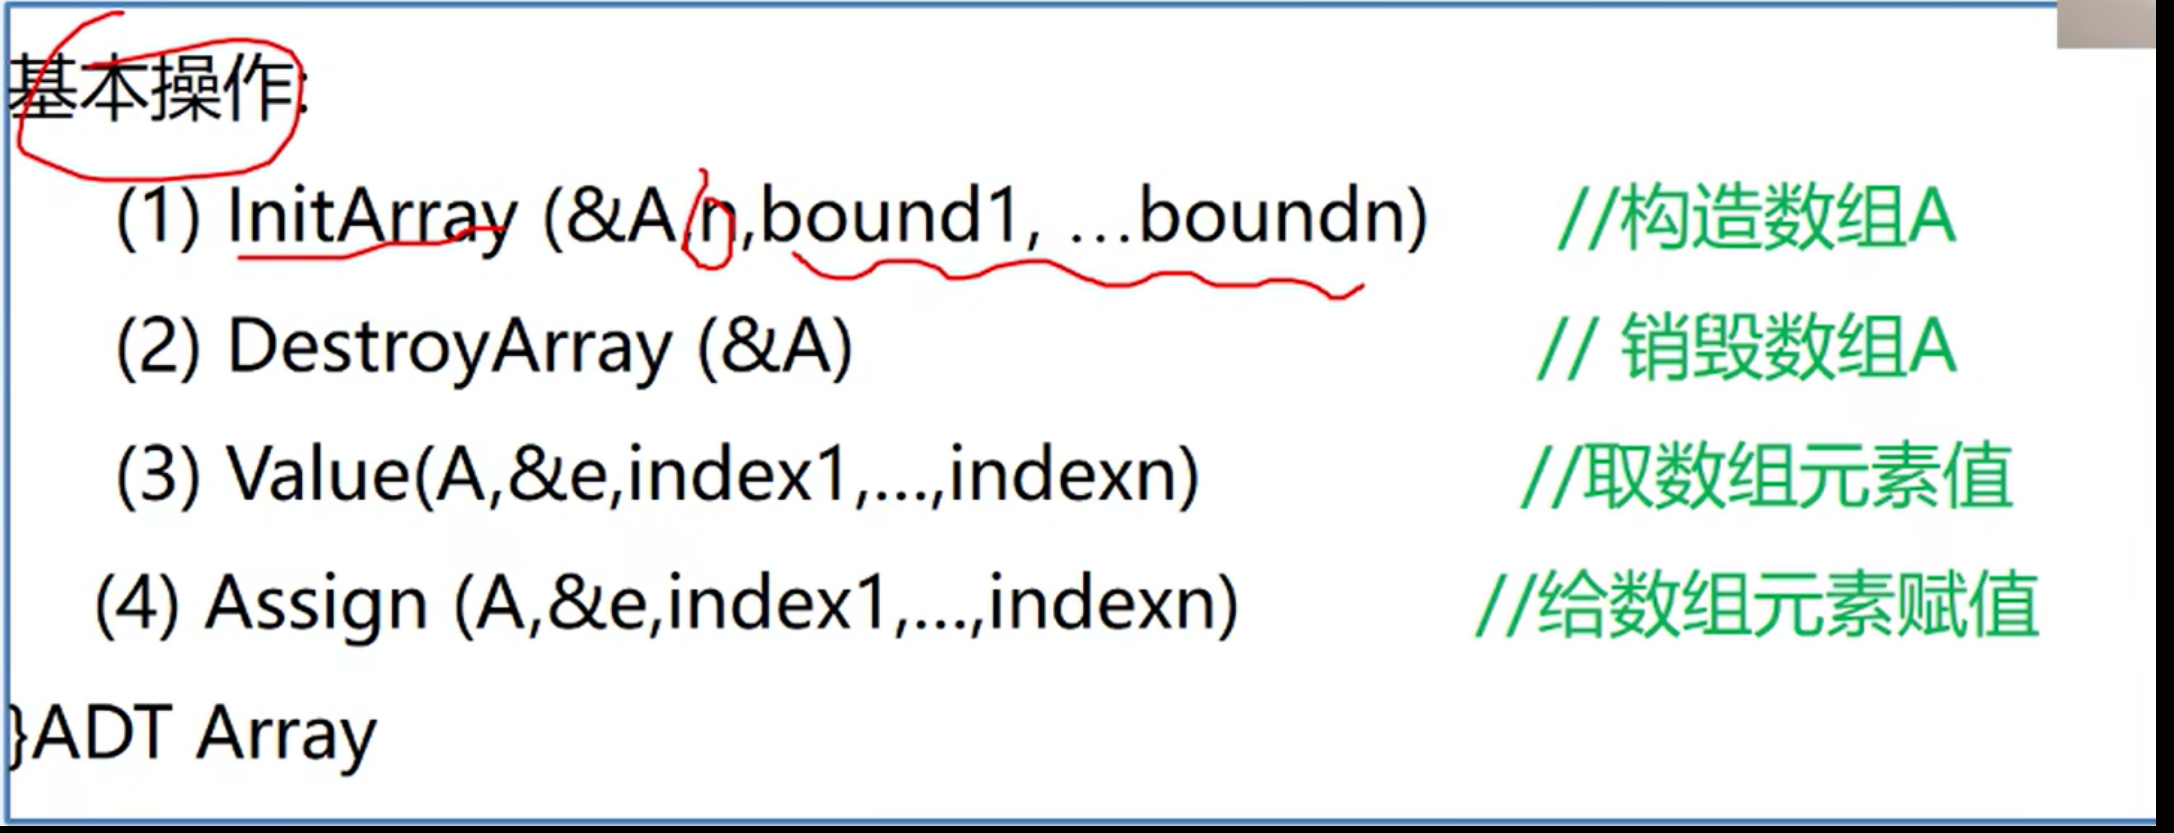 基本操作:
(1) InitArray (&A,n,bound1, …boundn) //构造数组A
(2) DestroyArray (&A) // 销毁数组A
(3) Value(A,&e,index1,…,indexn) //取数组元素值
(4) Assign (A,&e,index1,…,indexn) //给数组元素赋值
}ADT Array